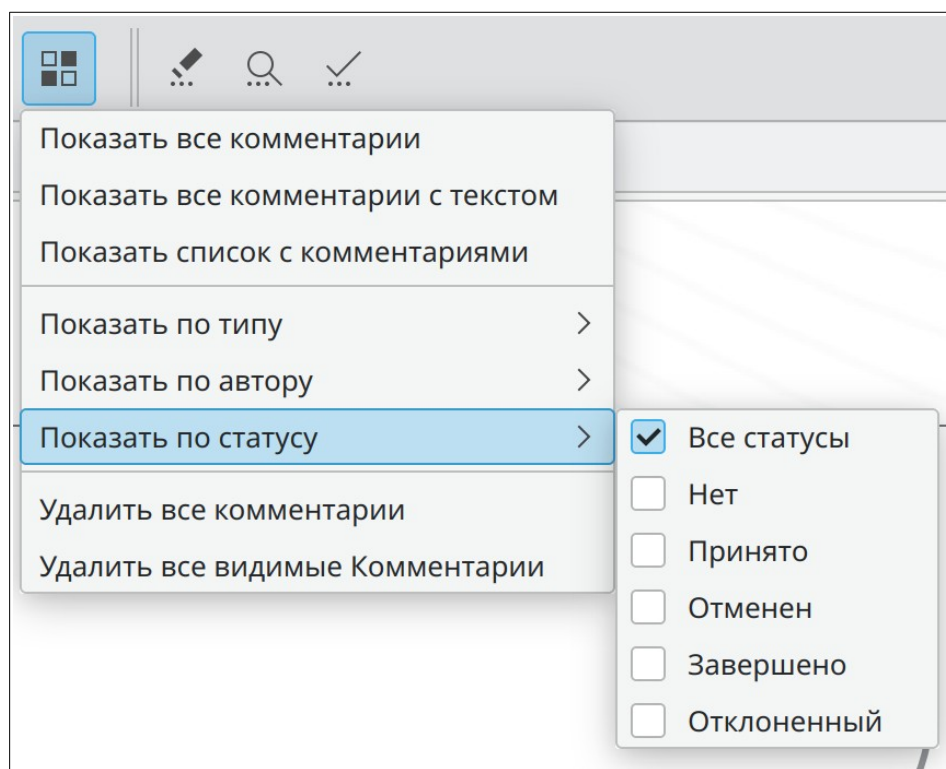 Показать все комментарии
Показать все комментарии с текстом
Показать список с комментариями
Показать по типу
Показать по автору
Показать по статусу
Все статусы
Нет
Принято
Отменен
Завершено
Отклоненный
Удалить все комментарии
Удалить все видимые Комментарии